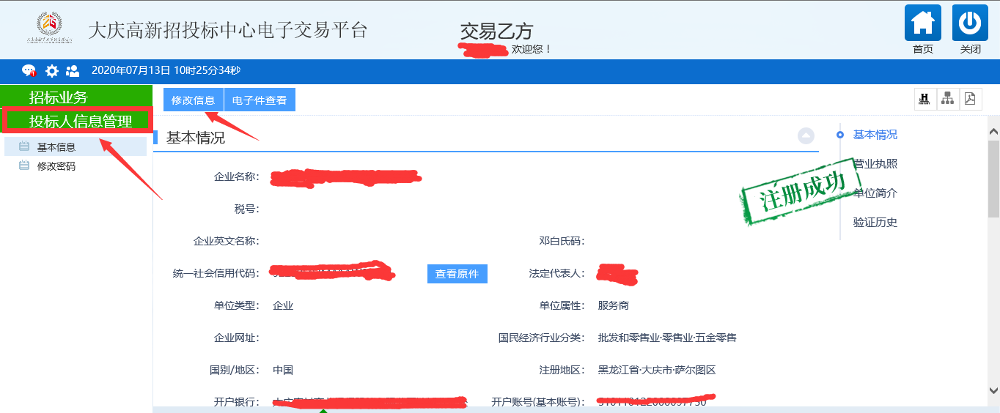 大庆高新招投标中心电子交易平台
交易乙方
欢迎您！
首页
关闭
2020年07月13日 10时25分34秒
招标业务
投标人信息管理
基本信息
修改密码
修改信息
电子件查看
基本情况
基本情况
营业执照
单位简介
验证历史
注册成功
企业名称：
税号：
企业英文名称：
邓白氏码：
统一社会信用代码：
查看原件
法定代表人：
单位类型： 企业
单位属性： 服务商
企业网址：
国民经济行业分类： 批发和零售业·零售业·五金零售
国别/地区： 中国
注册地区： 黑龙江省·大庆市·萨尔图区
开户银行：
开户账号(基本账号)：